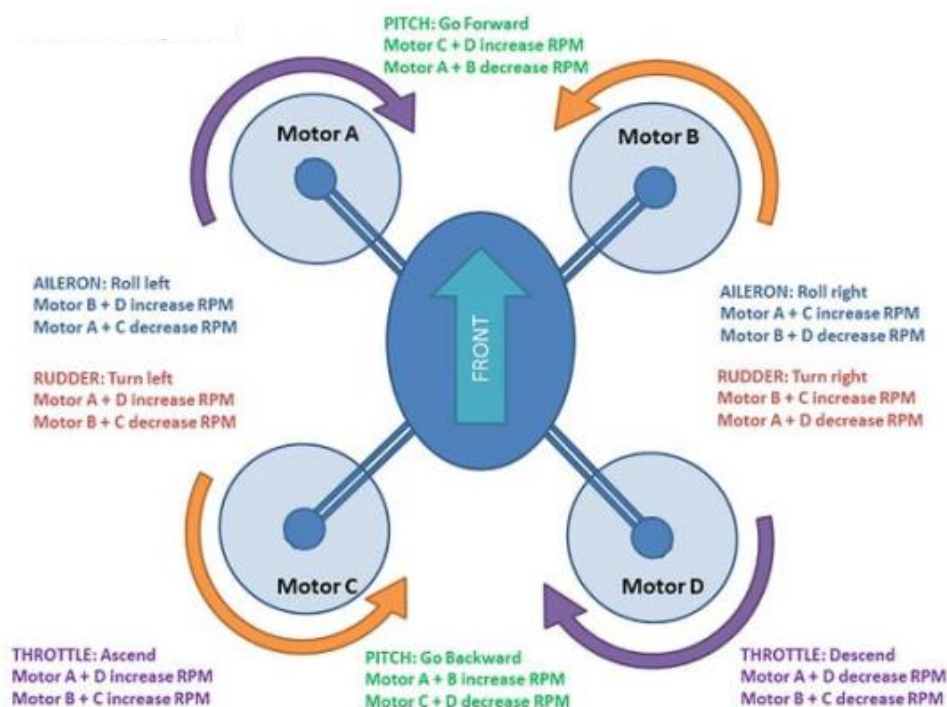 PITCH: Go Forward
Motor C + D increase RPM
Motor A + B decrease RPM
Motor A
Motor B
AILERON: Roll left
Motor B + D increase RPM
Motor A + C decrease RPM
AILERON: Roll right
Motor A + C increase RPM
Motor B + D decrease RPM
FRONT
RUDDER: Turn left
Motor A + D increase RPM
Motor B + C decrease RPM
RUDDER: Turn right
Motor B + C increase RPM
Motor A + D decrease RPM
Motor C
Motor D
THROTTLE: Ascend
Motor A + D increase RPM
Motor B + C increase RPM
PITCH: Go Backward
Motor A + B increase RPM
Motor C + D decrease RPM
THROTTLE: Descend
Motor A + D decrease RPM
Motor B + C decrease RPM